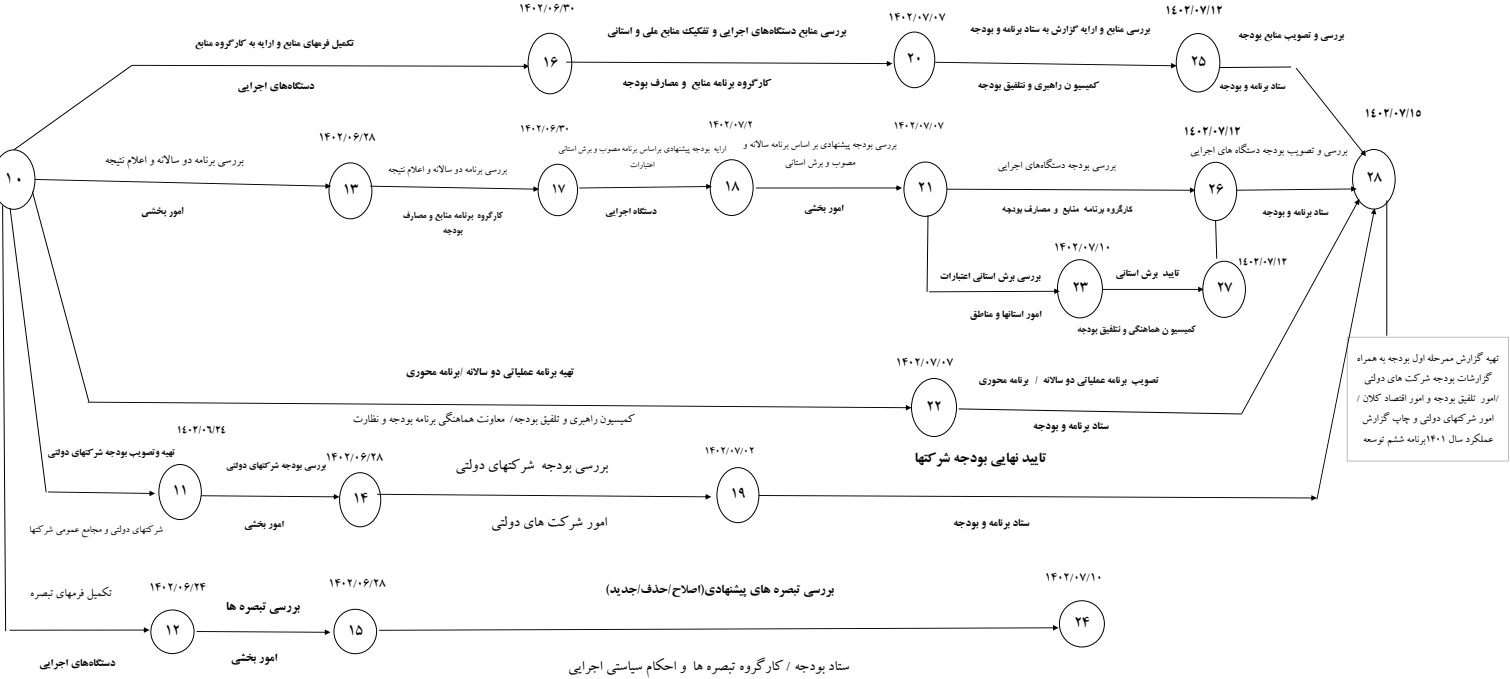 ۱۴۰۲/۰۶/۳۰
۱۴۰۲/۰۷/۰۷
۱٤۰۲/۰۷/۱۲
تکمیل فرمهای منابع و ارایه به کارگروه منابع
بررسی منابع دستگاه‌های اجرایی و تفکیک منابع ملی و استانی
بررسی منابع و ارایه گزارش به ستاد برنامه و بودجه
بررسی و تصویب منابع بودجه
۱۶
۲۰
۲۵
دستگاه‌های اجرایی
کارگروه برنامه منابع و مصارف بودجه
کمیسیو ن راهبری و تتلفیق بودجه
ستاد برنامه و بودجه
۱٤۰۲/۰۷/۱٥
۱۴۰۲/۰۶/۲۸
۱۴۰۲/۰۶/۳۰
۱۴۰۲/۰۷/۲
۱۴۰۲/۰۷/۰۷
۱٤۰۲/۰۷/۱۲
۱۰
بررسی برنامه دو سالانه و اعلام نتیجه
امور بخشی
۱۳
بررسی برنامه دو سالانه و اعلام نتیجه
کارگروه برنامه منابع و مصارف
بودجه
۱۷
ارایه بودجه پیشنهادی براساس برنامه مصوب و برش استانی
اعتبارات
دستگاه اجرایی
۱۸
بررسی بودجه پیشنهادی بر اساس برنامه سالانه و
مصوب و برش استانی
امور بخشی
۲۱
بررسی بودجه دستگاه‌های اجرایی
کارگروه برنامه منابع و مصارف بودجه
۲۶
بررسی و تصویب بودجه دستگاه های اجرایی
ستاد برنامه و بودجه
۲۸
۱۴۰۲/۰۷/۱۰
۱٤۰۲/۰۷/۱۲
بررسی برش استانی اعتبارات
امور استانها و مناطق
۲۳
تایید برش استانی
کمیسیو ن هماهنگی و تتلفیق بودجه
۲۷
تهیه گزارش ممرحله اول بودجه به همراه
گزارشات بودجه شرکت های دولتی
/امور تلفیق بودجه و امور اقتصاد کلان /
امور شرکتهای دولتی و چاپ گزارش
عملکرد سال ۱۴۰۱برنامه ششم توسعه
۱۴۰۲/۰۷/۰۷
تهیه برنامه عملیاتی دو سالانه /برنامه محوری
کمیسیون راهبری و تلفیق بودجه/ معاونت هماهنگی برنامه بودجه و نظارت
۲۲
تصویب برنامه عملیاتی دو سالانه / برنامه محوری
ستاد برنامه و بودجه
۱٤۰۲/۰٦/۲٤
تهیه وتصویب بودجه شرکتهای دولتی
شرکتهای دولتی و مجامع عمومی شرکتها
۱۱
بررسی بودجه شرکتهای دولتی
امور بخشی
۱۴۰۲/۰۶/۲۸
۱۴
بررسی بودجه شرکتهای دولتی
امور شرکت های دولتی
۱۴۰۲/۰۷/۰۲
۱۹
تایید نهایی بودجه شرکتها
ستاد برنامه و بودجه
تکمیل فرمهای تبصره
دستگاه‌های اجرایی
۱۴۰۲/۰۶/۲۴
۱۲
بررسی تبصره ها
امور بخشی
۱۴۰۲/۰۶/۲۸
۱۵
بررسی تبصره های پیشنهادی(اصلاح/حذف/جدید)
ستاد بودجه / کارگروه تبصره ها و احکام سیاستی اجرایی
۱۴۰۲/۰۷/۱۰
۲۴